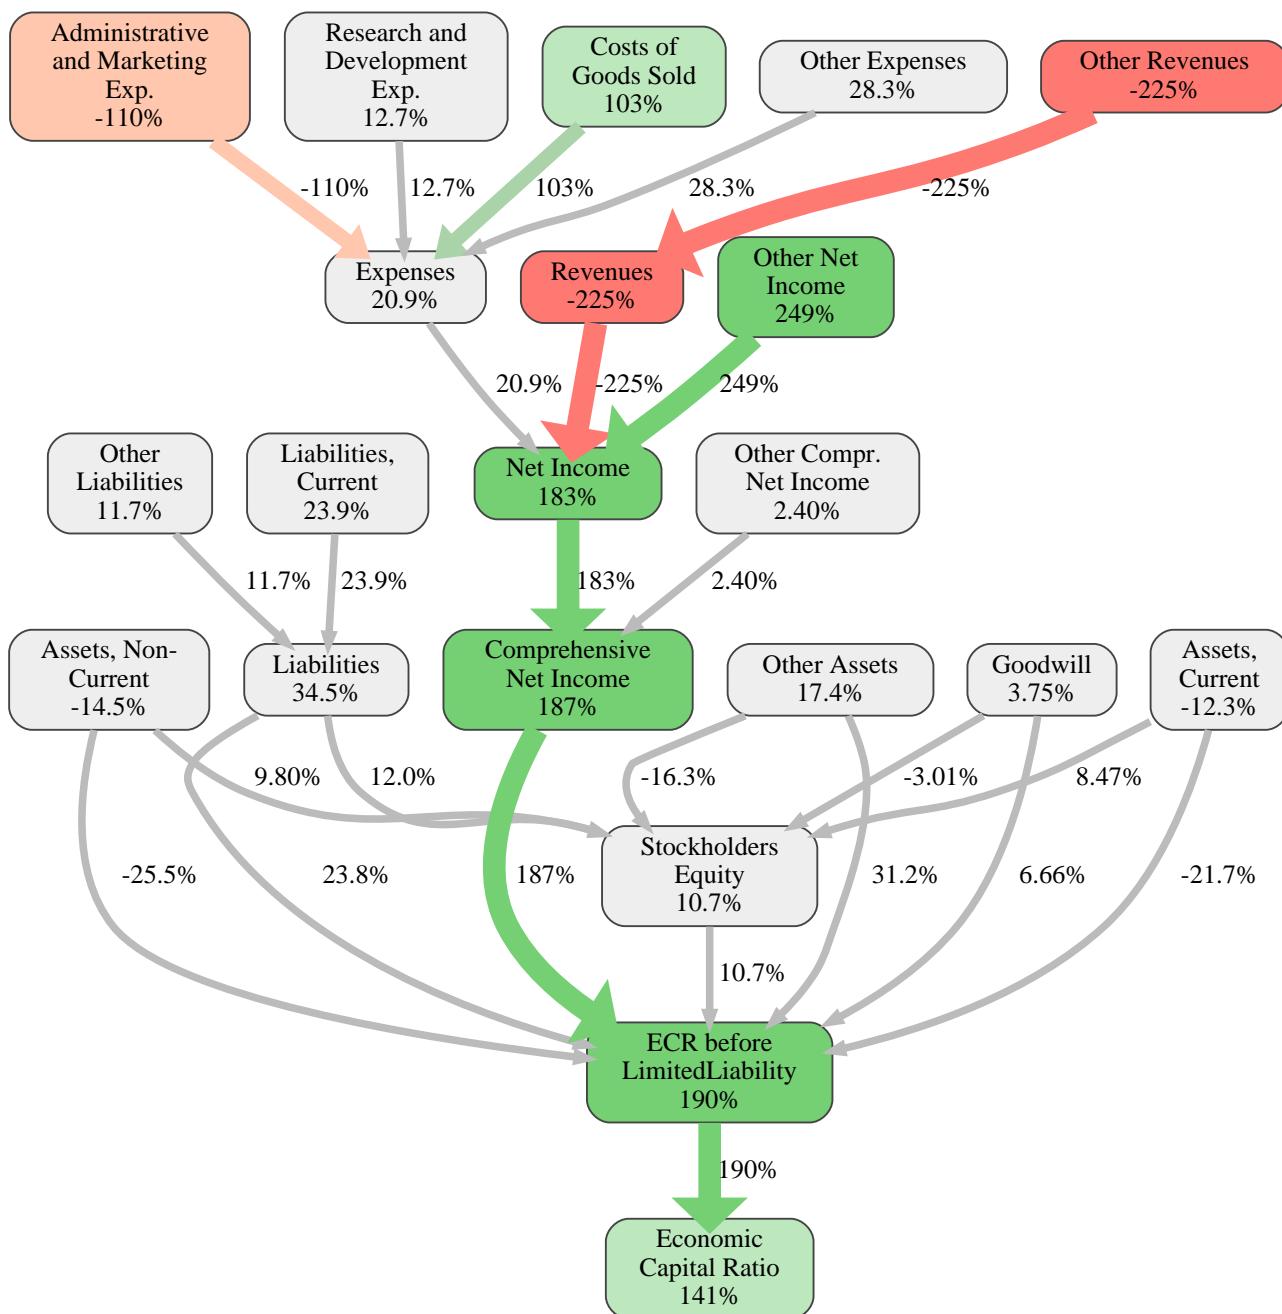 Administrative
and Marketing
Exp.
-110%
Research and
Development
Exp.
12.7%
Costs of
Goods Sold
103%
Other Expenses
28.3%
Other Revenues
-225%
-110%
12.7%
103%
28.3%
-225%
Expenses
20.9%
Revenues
-225%
Other Net
Income
249%
20.9%
-225%
249%
Other
Liabilities
11.7%
Liabilities,
Current
23.9%
Net Income
183%
Other Compr.
Net Income
2.40%
11.7%
23.9%
183%
2.40%
Assets, Non-
Current
-14.5%
Liabilities
34.5%
Comprehensive
Net Income
187%
Other Assets
17.4%
Goodwill
3.75%
Assets,
Current
-12.3%
9.80%
12.0%
-16.3%
-3.01%
8.47%
Stockholders
Equity
10.7%
-25.5%
23.8%
187%
31.2%
6.66%
-21.7%
10.7%
ECR before
LimitedLiability
190%
190%
Economic
Capital Ratio
141%